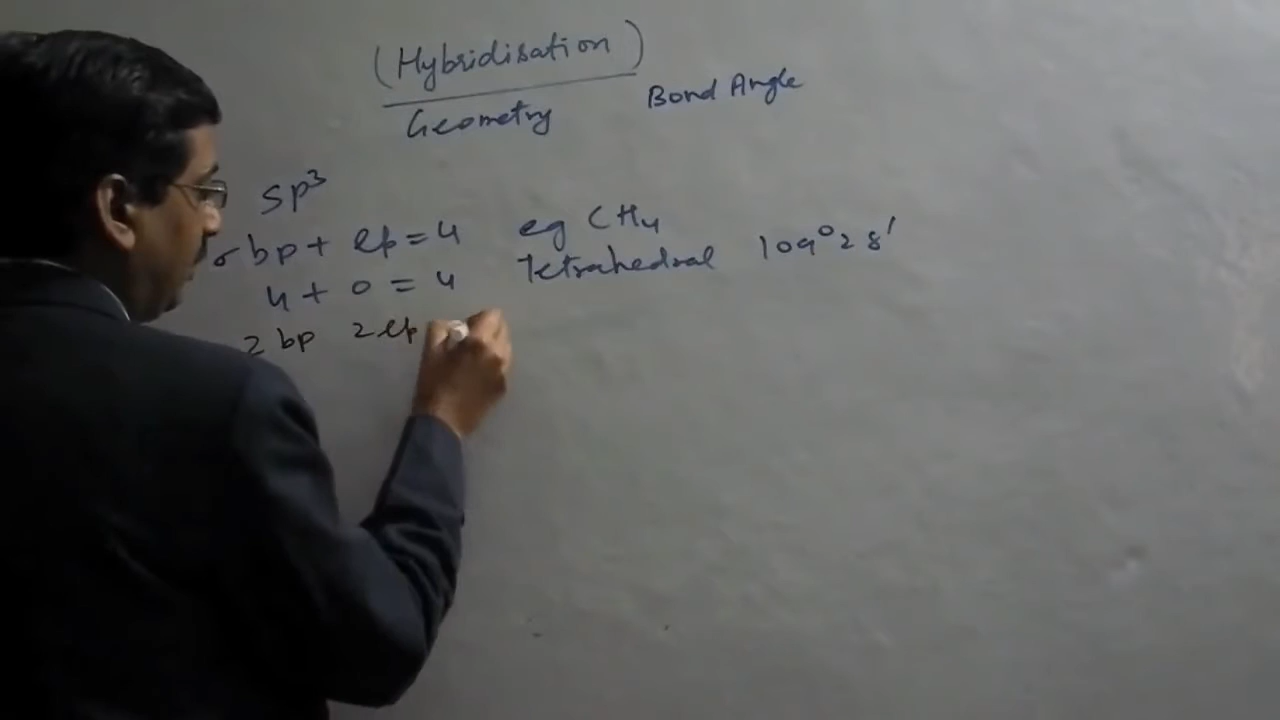 (Hybridisation)
Geometry Bond Angle
sp³
σ bp + lp = 4 eg CH₄
4 + 0 = 4 Tetrahedral 109°28'
2 bp 2 lp